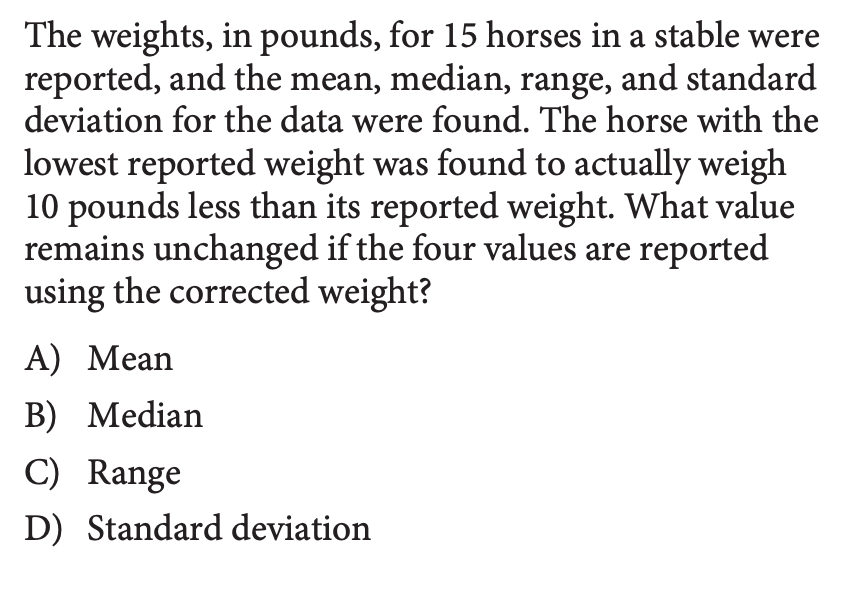 The weights, in pounds, for 15 horses in a stable were
reported, and the mean, median, range, and standard
deviation for the data were found. The horse with the
lowest reported weight was found to actually weigh
10 pounds less than its reported weight. What value
remains unchanged if the four values are reported
using the corrected weight?
A) Mean
B) Median
C) Range
D) Standard deviation